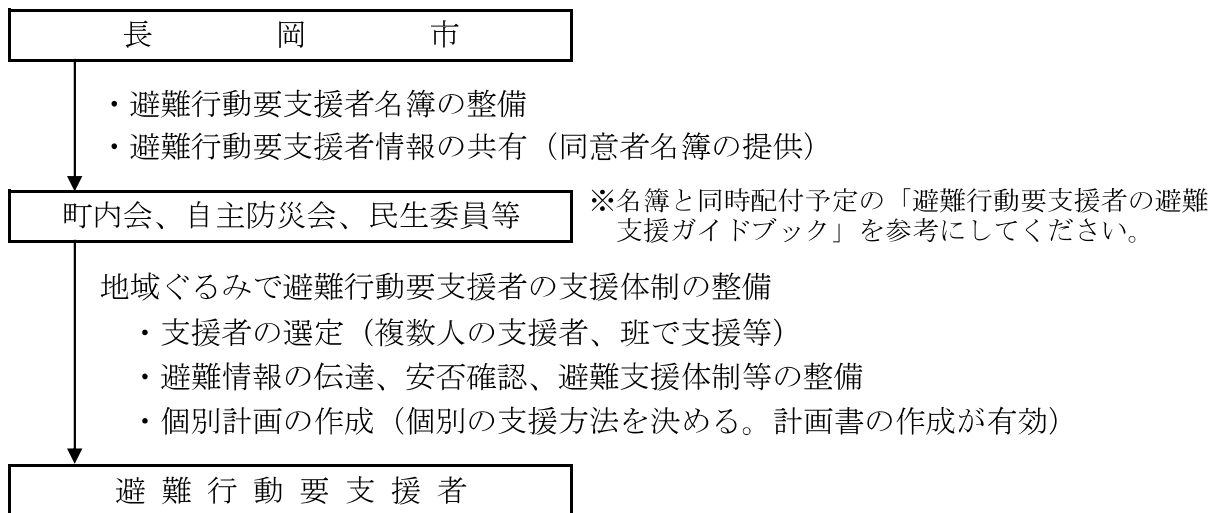 長岡市
・避難行動要支援者名簿の整備
・避難行動要支援者情報の共有（同意者名簿の提供）
町内会、自主防災会、民生委員等
※名簿と同時配付予定の「避難行動要支援者の避難
支援ガイドブック」を参考にしてください。
地域ぐるみで避難行動要支援者の支援体制の整備
・支援者の選定（複数人の支援者、班で支援等）
・避難情報の伝達、安否確認、避難支援体制等の整備
・個別計画の作成（個別の支援方法を決める。計画書の作成が有効）
避難行動要支援者